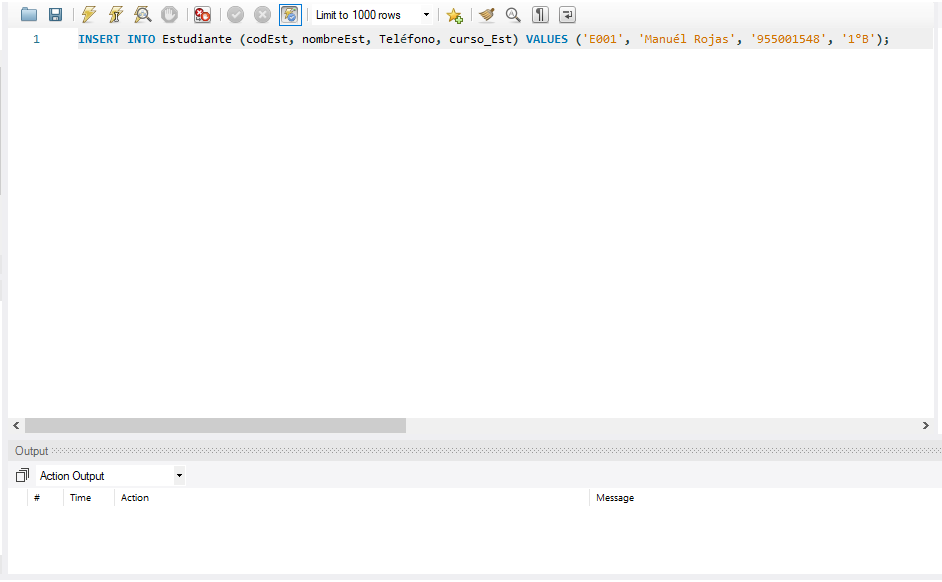 Limit to 1000 rows
1 INSERT INTO Estudiante (codEst, nombreEst, Teléfono, curso_Est) VALUES ('E001', 'Manuél Rojas', '955001548', '1ºB');
Output
Action Output
# Time Action Message